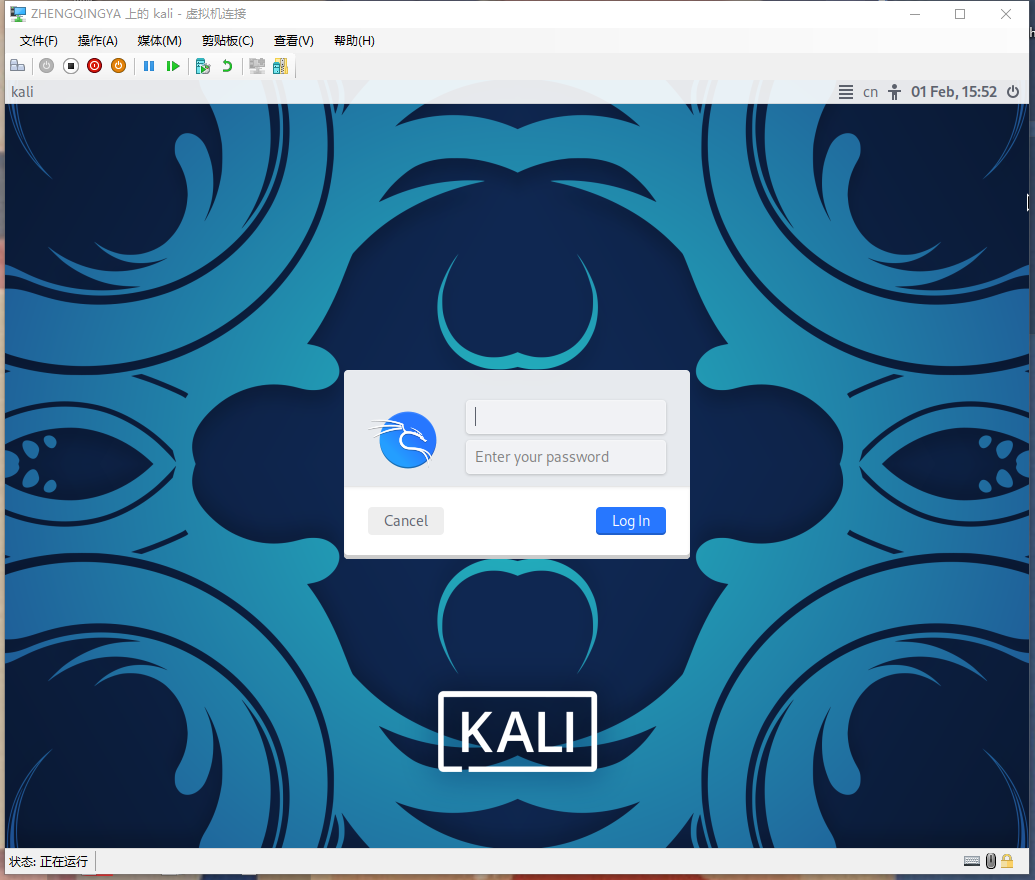 ZHENGQINGYA 上的 kali - 虚拟机连接
文件(F) 操作(A) 媒体(M) 剪贴板(C) 查看(V) 帮助(H)
kali cn 01 Feb, 15:52
Enter your password
Cancel Log In
KALI
状态: 正在运行